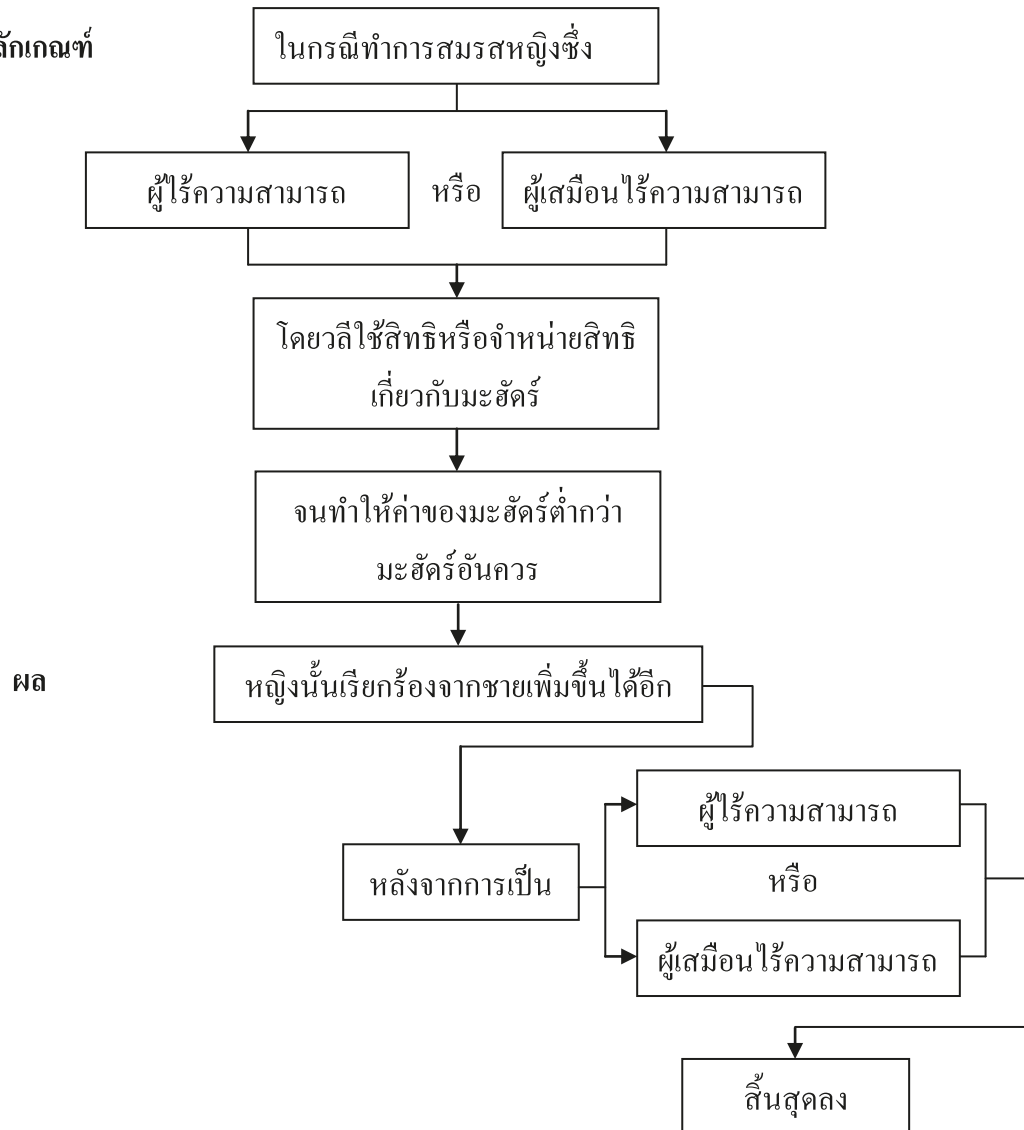 ลักเกณฑ์
ในกรณีทำการสมรสหญิงซึ่ง
ผู้ไร้ความสามารถ หรือ ผู้เสมือนไร้ความสามารถ
โดยวลีใช้สิทธิหรือจำหน่ายสิทธิ
เกี่ยวกับมะฮัดร์
จนทำให้ค่าของมะฮัดร์ต่ำกว่า
มะฮัดร์อันควร
ผล
หญิงนั้นเรียกร้องจากชายเพิ่มขึ้นได้อีก
หลังจากการเป็น
ผู้ไร้ความสามารถ
หรือ
ผู้เสมือนไร้ความสามารถ
สิ้นสุดลง